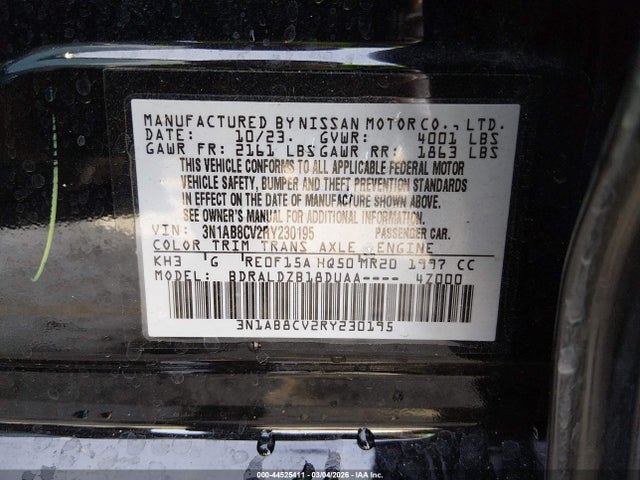 MANUFACTURED BY NISSAN MOTOR CO., LTD.
DATE: 10/23. GVWR: 4001 LBS
GAWR FR: 2161 LBS GAWR RR: 1863 LBS
THIS VEHICLE CONFORMS TO ALL APPLICABLE FEDERAL MOTOR
VEHICLE SAFETY, BUMPER AND THEFT PREVENTION STANDARDS
IN EFFECT ON THE DATE OF MANUFACTURE SHOWN ABOVE.
SEE OWNER'S MANUAL FOR ADDITIONAL INFORMATION.
VIN: 3N1AB8CV2RY230195 PASSENGER CAR.
COLOR TRIM TRANS AXLE ENGINE
KH3 G RE0F15A HQ50 MR20 1997 CC
MODEL: BDRALDZB18DUAA---- 4Z000
3N1AB8CV2RY230195
000-44525411 - 03/04/2026 - Copyright IAA, LLC